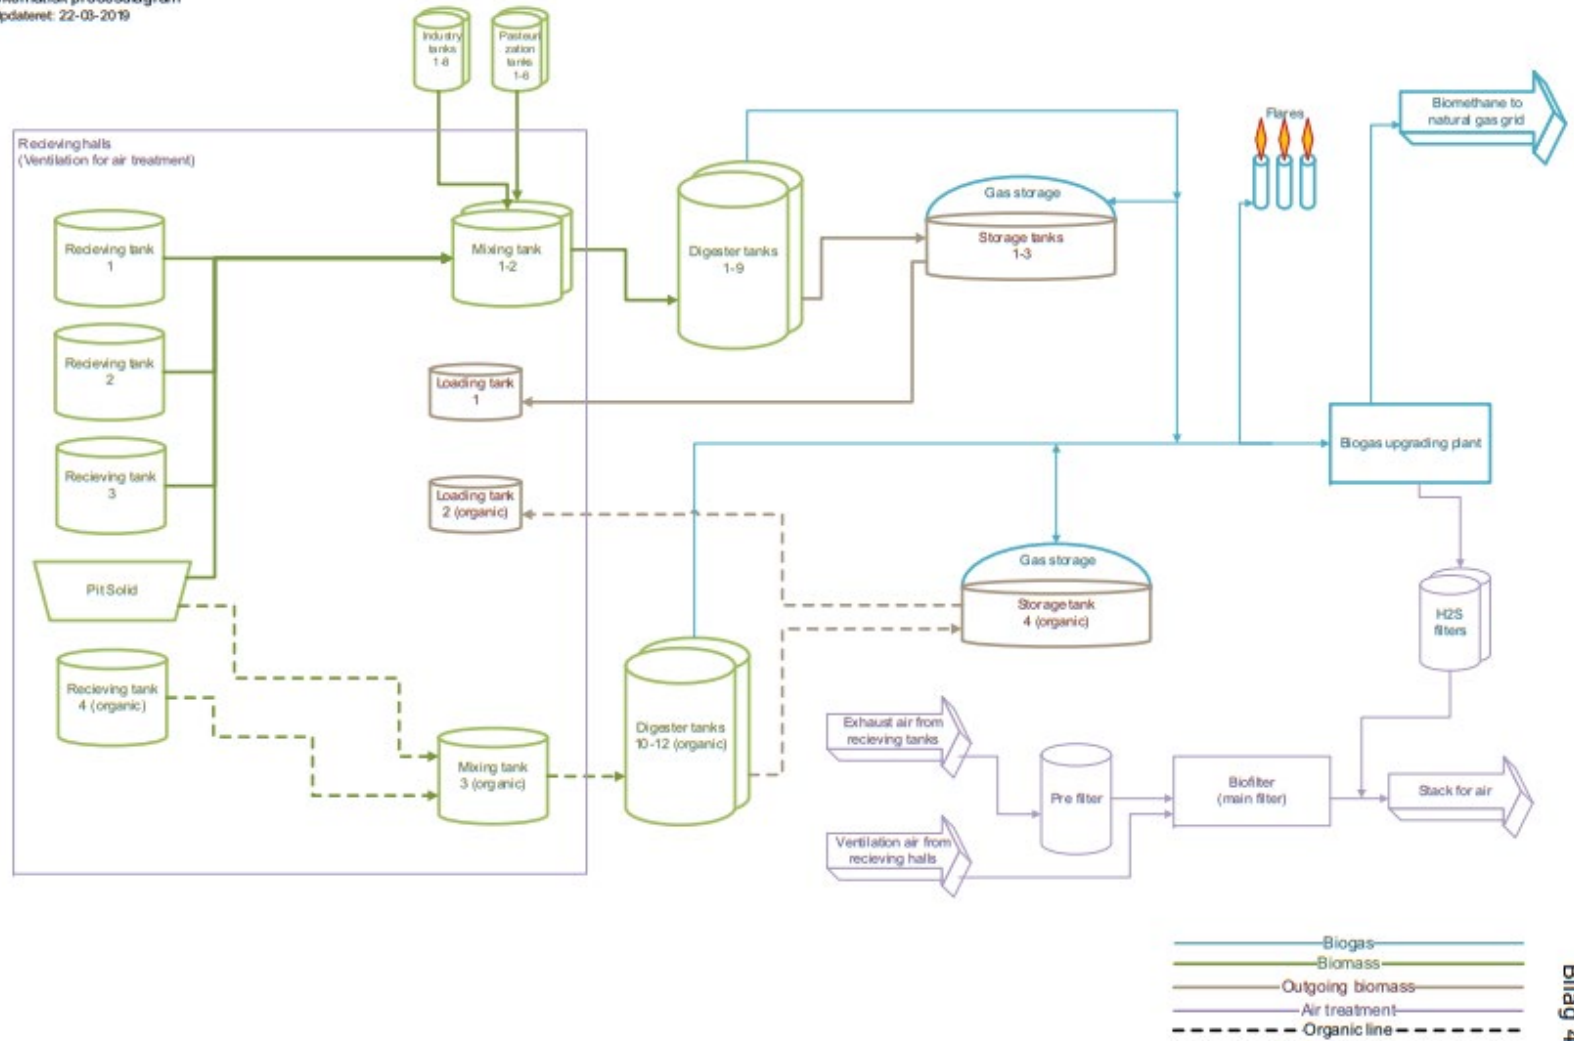 Updateret: 22-03-2019
Industry
tanks
1-8
Pasteuri
zation
tanks
1-6
Recieving halls
(Ventilation for air treatment)
Recieving tank
1
Mixing tank
1-2
Digester tanks
1-9
Gas storage
Storage tanks
1-3
Flares
Biomethane to
natural gas grid
Recieving tank
2
Loading tank
1
Recieving tank
3
Loading tank
2 (organic)
Biogas upgrading plant
Pit Solid
Gas storage
Storage tank
4 (organic)
H2S
filters
Recieving tank
4 (organic)
Mixing tank
3 (organic)
Digester tanks
10-12 (organic)
Exhaust air from
recieving tanks
Pre filter
Biofilter
(main filter)
Stack for air
Ventilation air from
recieving halls
Biogas
Biomass
Outgoing biomass
Air treatment
Organic line
Bilag 4